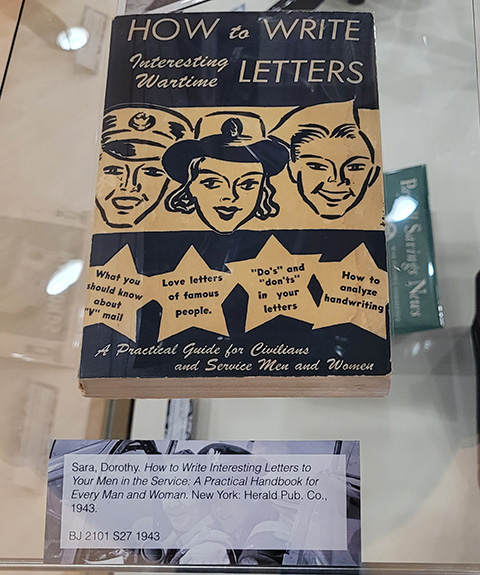 HOW to WRITE
Interesting
Wartime LETTERS
What you
should know
about
"V" mail
Love letters
of famous
people.
"Do's" and
"don'ts"
in your
letters
How to
analyze
handwriting
A Practical Guide for Civilians
and Service Men and Women
Savings News
Sara, Dorothy. How to Write Interesting Letters to
Your Men in the Service: A Practical Handbook for
Every Man and Woman. New York: Herald Pub. Co.,
1943.
BJ 2101 S27 1943